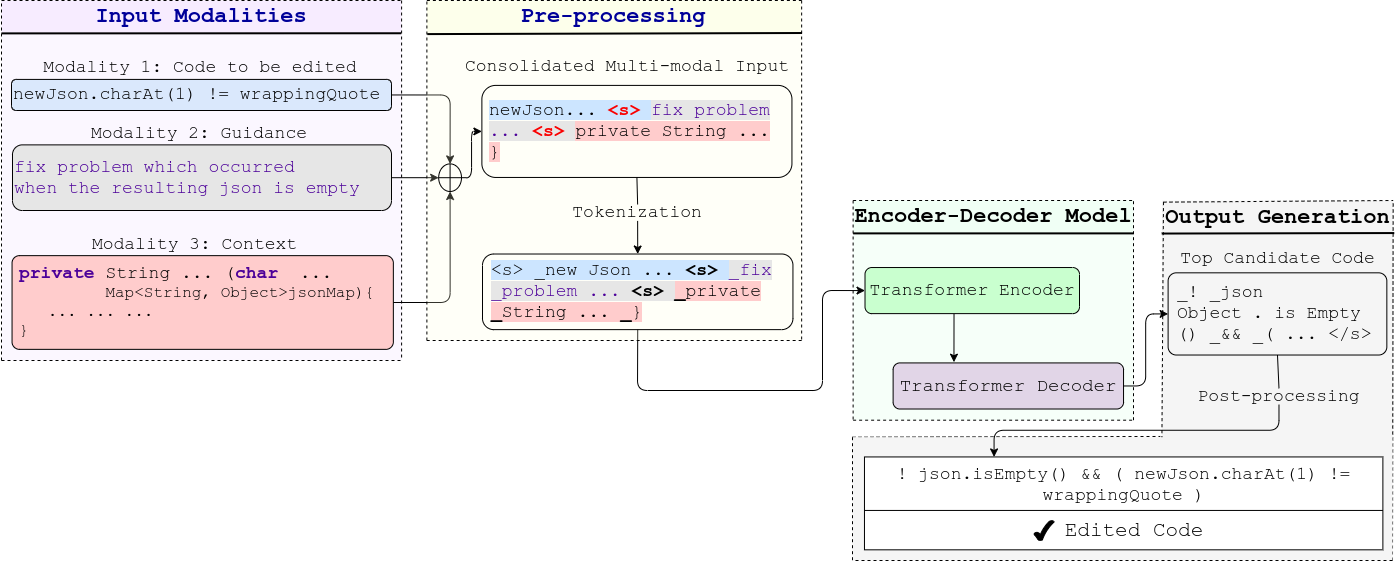 Input Modalities
Modality 1: Code to be edited
newJson.charAt(1) != wrappingQuote
Modality 2: Guidance
fix problem which occurred
when the resulting json is empty
Modality 3: Context
private String ... (char ...
Map<String, Object>jsonMap){
... ... ...
}
Pre-processing
Consolidated Multi-modal Input
newJson... <s> fix problem
... <s> private String ...
}
Tokenization
<s> _new Json ... <s> _fix
_problem ... <s> _private
_String ... _}
Encoder-Decoder Model
Transformer Encoder
Transformer Decoder
Output Generation
Top Candidate Code
_! _json
Object . is Empty
() _&& _( ... </s>
Post-processing
! json.isEmpty() && ( newJson.charAt(1) !=
wrappingQuote )
✔ Edited Code